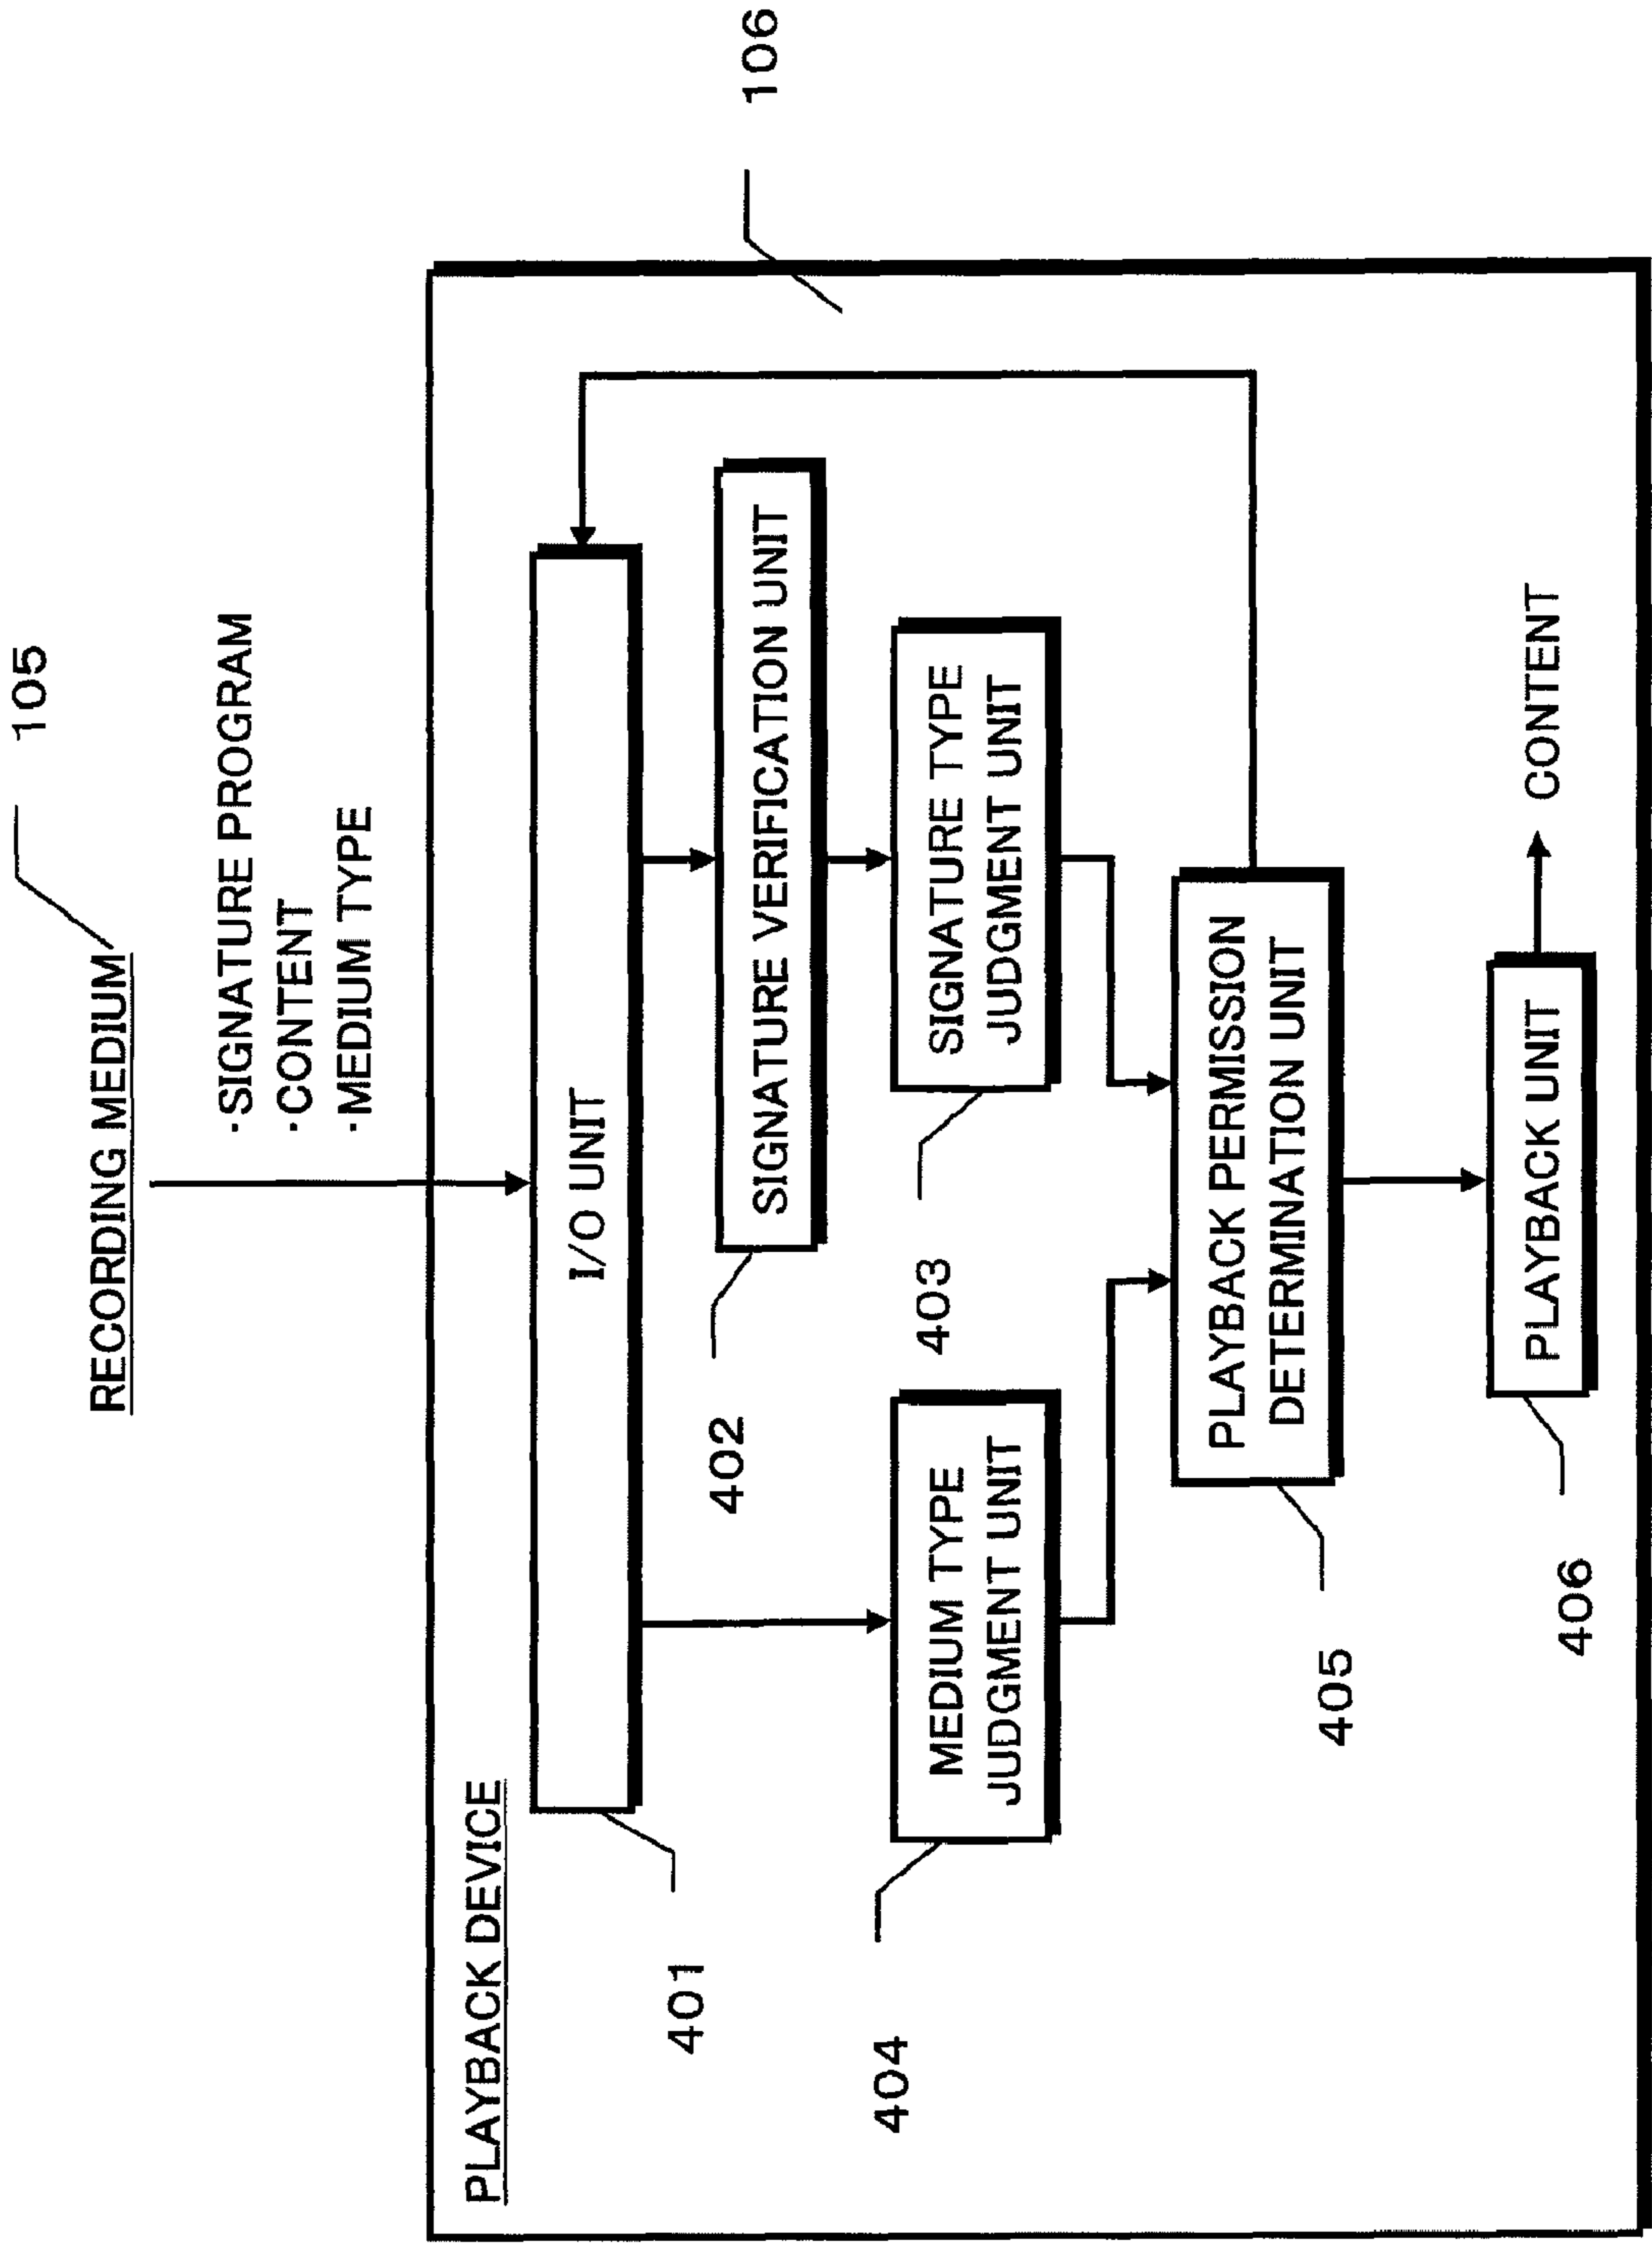 105
RECORDING MEDIUM
·SIGNATURE PROGRAM
·CONTENT
·MEDIUM TYPE
106
PLAYBACK DEVICE
I/O UNIT
401
SIGNATURE VERIFICATION UNIT
402
MEDIUM TYPE
JUDGMENT UNIT
404
SIGNATURE TYPE
JUDGMENT UNIT
403
PLAYBACK PERMISSION
DETERMINATION UNIT
405
PLAYBACK UNIT
406
CONTENT